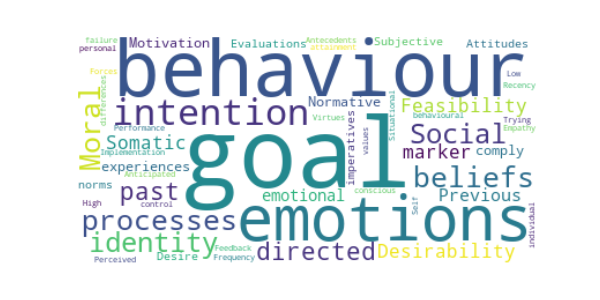 failure
personal
Motivation
Evaluations
Antecedents
attainment
Subjective
Attitudes
behaviour
Forces
differences
Low
Recency
intention
Normative
Feasibility
Moral
Performance
goal
Virtues
Situational
behavioural
Trying
Empathy
Social
Somatic
imperatives
values
marker
comply
Implementation
experiences
Anticipated
conscious
beliefs
norms
past
emotional
Previous
High
control
Self
individual
processes
emotions
identity
Feedback
directed
Desirability
Perceived
Desire
Frequency